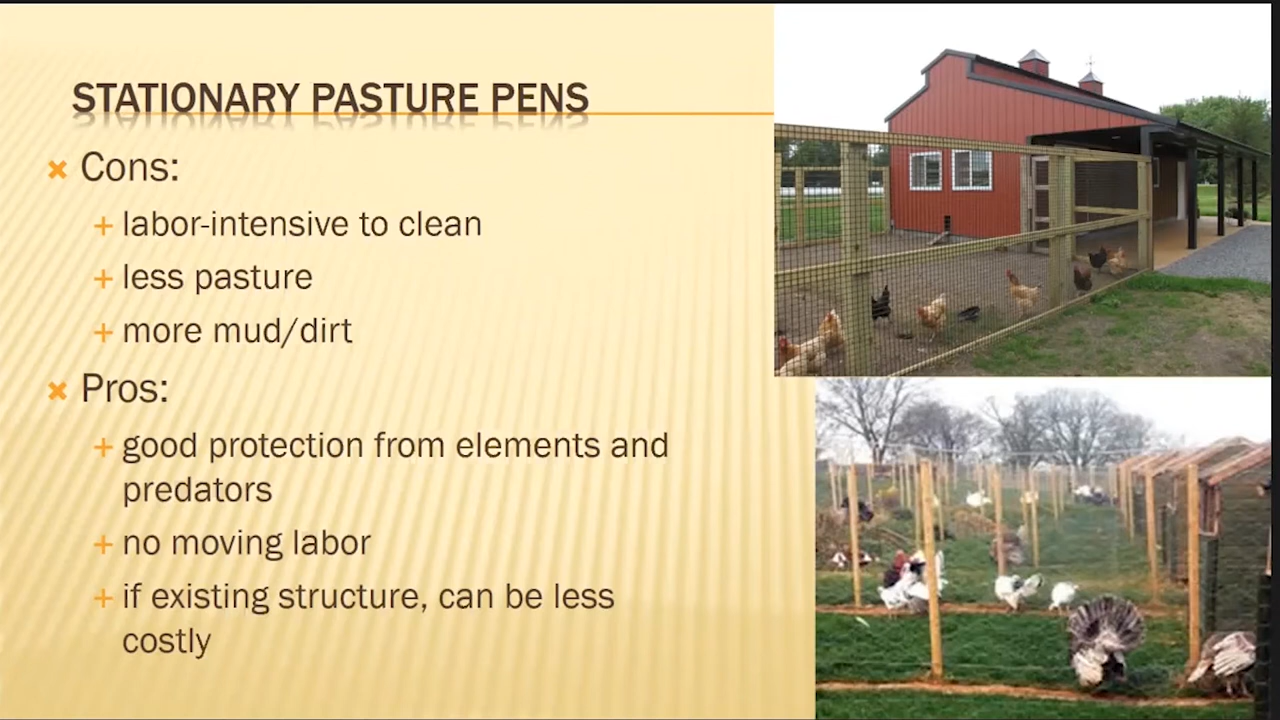 STATIONARY PASTURE PENS
Cons:
labor-intensive to clean
less pasture
more mud/dirt
Pros:
good protection from elements and
predators
no moving labor
if existing structure, can be less
costly